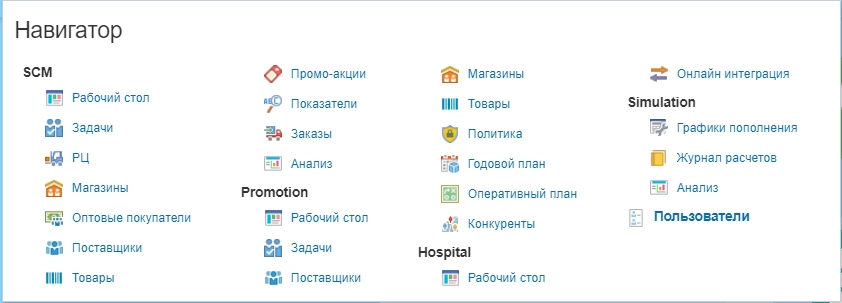 Навигатор
SCM
Рабочий стол
Задачи
РЦ
Магазины
Оптовые покупатели
Поставщики
Товары
Промо-акции
Показатели
Заказы
Анализ
Promotion
Рабочий стол
Задачи
Поставщики
Магазины
Товары
Политика
Годовой план
Оперативный план
Конкуренты
Hospital
Рабочий стол
Онлайн интеграция
Simulation
Графики пополнения
Журнал расчетов
Анализ
Пользователи